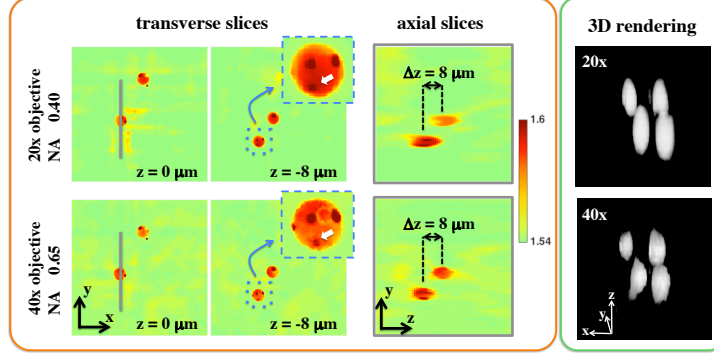 transverse slices
axial slices
3D rendering
20x objective
NA 0.40
z = 0 µm
z = -8 µm
Δz = 8 µm
20x
1.6
1.54
40x objective
NA 0.65
y
x
z = 0 µm
z = -8 µm
Δz = 8 µm
y
z
40x
z
y
x